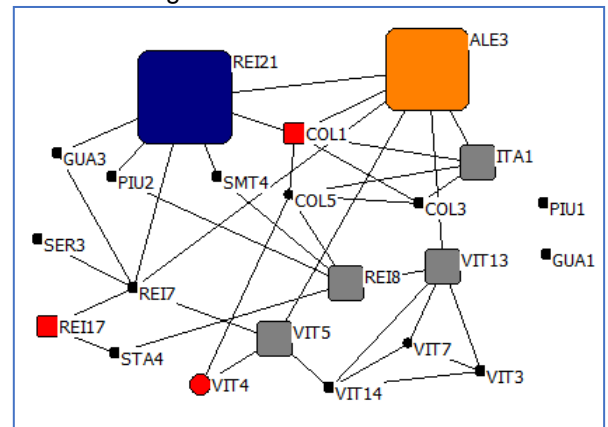 ALE3
REI21
COL1
GUA3
ITA1
PIU2
SMT4
COL5
COL3
PIU1
SER3
GUA1
VIT13
REI8
REI7
REI17
VIT5
VIT7
STA4
VIT3
VIT4
VIT14